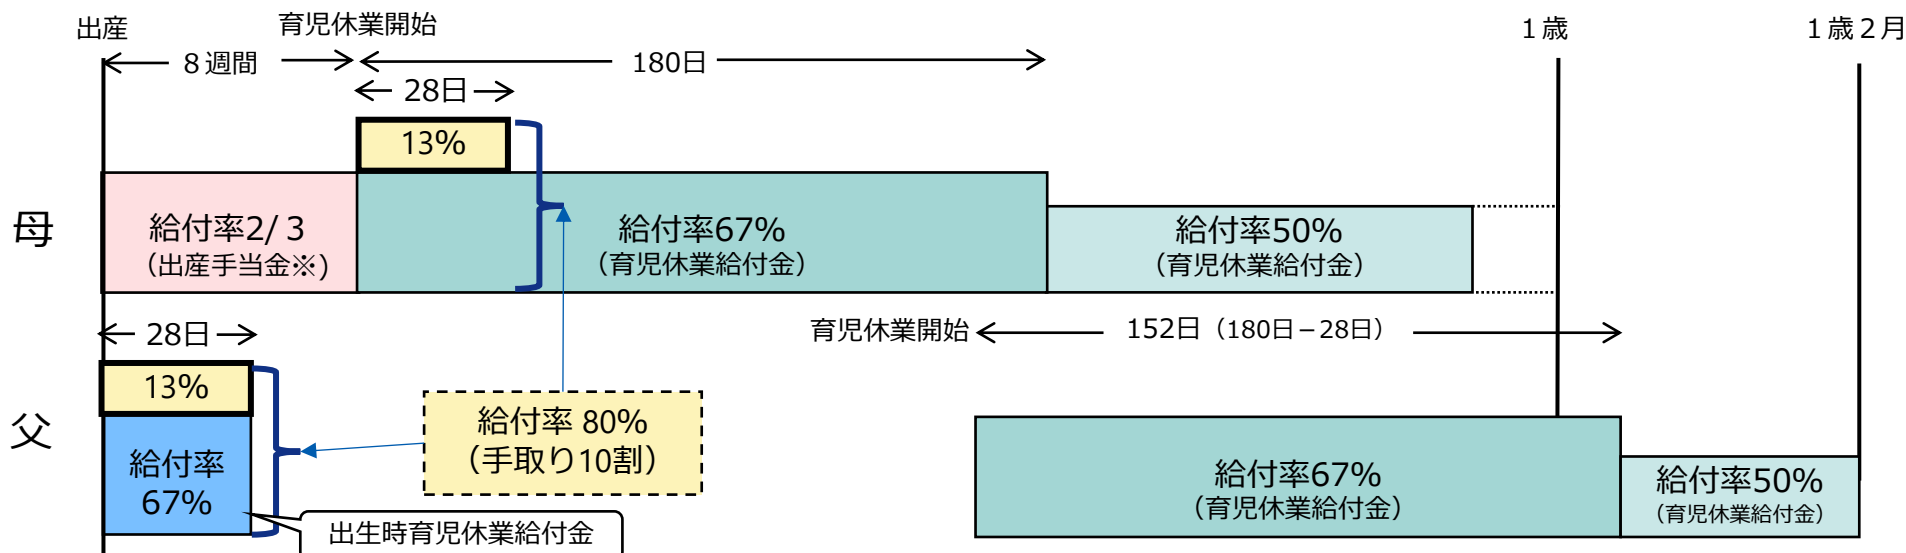 出産
育児休業開始
1歳
1歳2月
8週間
180日
28日
13%
母
給付率2/3
(出産手当金※)
給付率67%
(育児休業給付金)
給付率50%
(育児休業給付金)
28日
育児休業開始
152日(180日-28日)
13%
父
給付率
67%
給付率 80%
(手取り10割)
給付率67%
(育児休業給付金)
給付率50%
(育児休業給付金)
出生時育児休業給付金